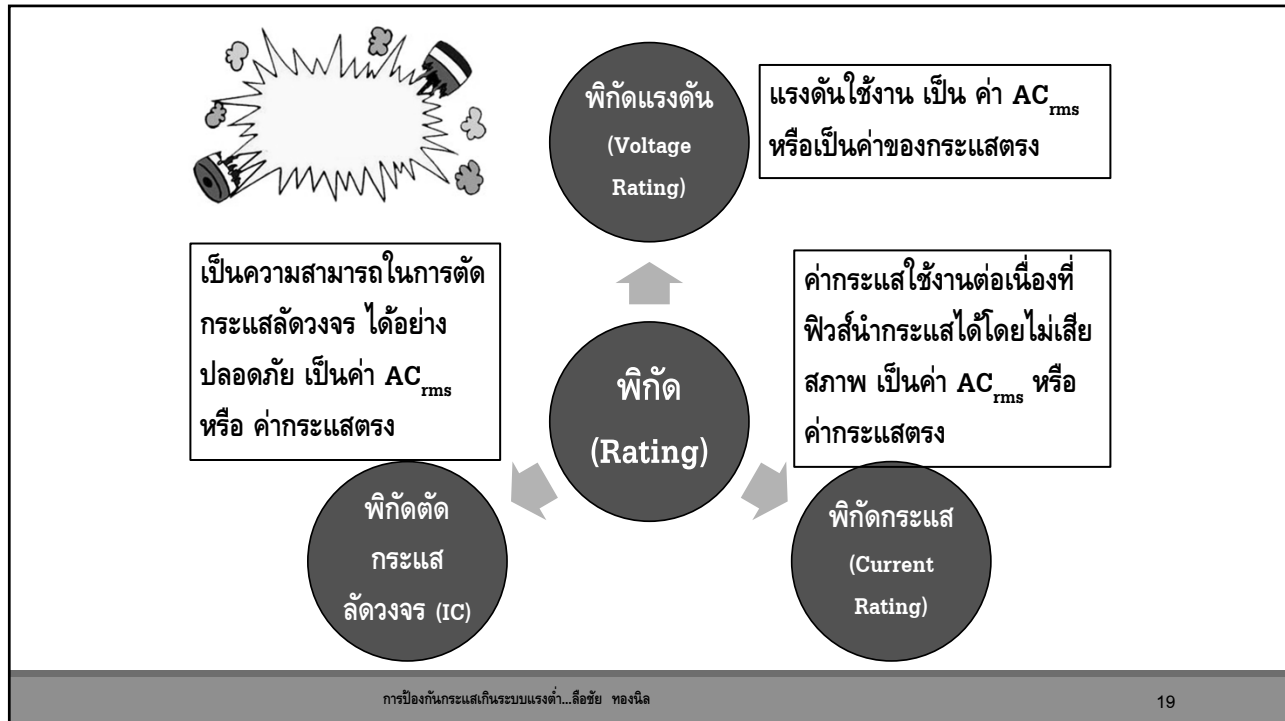 พิกัดแรงดัน
(Voltage
Rating)
แรงดันใช้งาน เป็น ค่า ACrms
หรือเป็นค่าของกระแสตรง
เป็นความสามารถในการตัด
กระแสลัดวงจร ได้อย่าง
ปลอดภัย เป็นค่า ACrms
หรือ ค่ากระแสตรง
พิกัด
(Rating)
ค่ากระแสใช้งานต่อเนื่องที่
ฟิวส์นำกระแสได้โดยไม่เสีย
สภาพ เป็นค่า ACrms หรือ
ค่ากระแสตรง
พิกัดตัด
กระแส
ลัดวงจร (IC)
พิกัดกระแส
(Current
Rating)
การป้องกันกระแสเกินระบบแรงต่ำ...ลือชัย ทองนิล
19